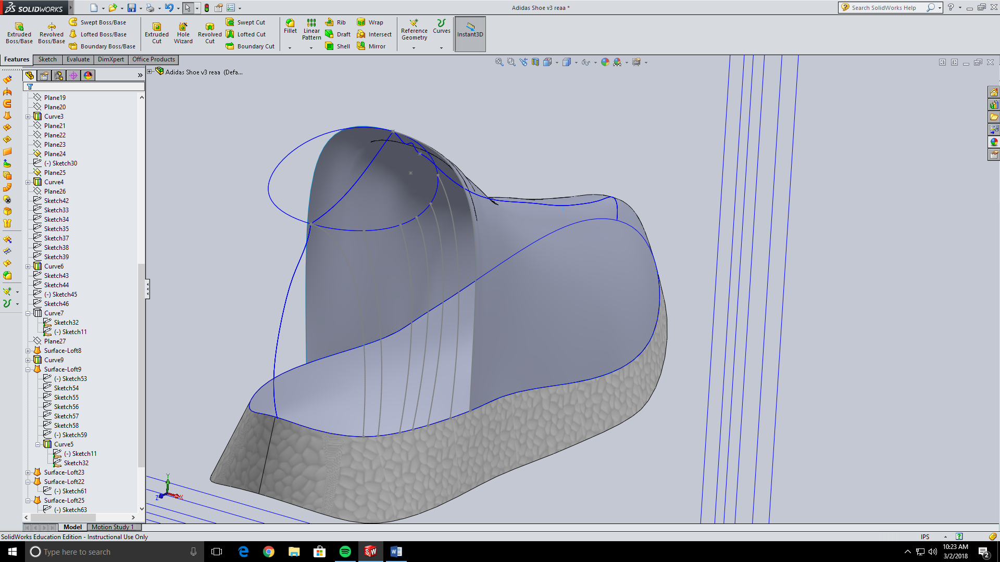 SOLIDWORKS
Adidas Shoe v3 reaa *
Search SolidWorks Help
Extruded Boss/Base
Revolved Boss/Base
Swept Boss/Base
Lofted Boss/Base
Boundary Boss/Base
Extruded Cut
Hole Wizard
Revolved Cut
Swept Cut
Lofted Cut
Boundary Cut
Fillet
Linear Pattern
Rib
Draft
Shell
Wrap
Intersect
Mirror
Reference Geometry
Curves
Instant3D
Features
Sketch
Evaluate
DimXpert
Office Products
Adidas Shoe v3 reaa (Defa...
Plane19
Plane20
Curve3
Plane21
Plane22
Plane23
Plane24
(-) Sketch30
Plane25
Curve4
Plane26
Sketch42
Sketch33
Sketch34
Sketch35
Sketch37
Sketch38
Sketch39
Curve6
Sketch43
Sketch44
(-) Sketch45
Sketch46
Curve7
Sketch32
(-) Sketch11
Plane27
Surface-Loft8
Curve9
Surface-Loft9
(-) Sketch53
Sketch54
Sketch55
Sketch56
Sketch57
Sketch58
(-) Sketch59
Curve5
(-) Sketch11
Sketch32
Surface-Loft23
Surface-Loft22
(-) Sketch61
Surface-Loft25
(-) Sketch63
Y
Z
X
Model
Motion Study 1
SolidWorks Education Edition - Instructional Use Only
IPS
Type here to search
10:23 AM
3/2/2018
2